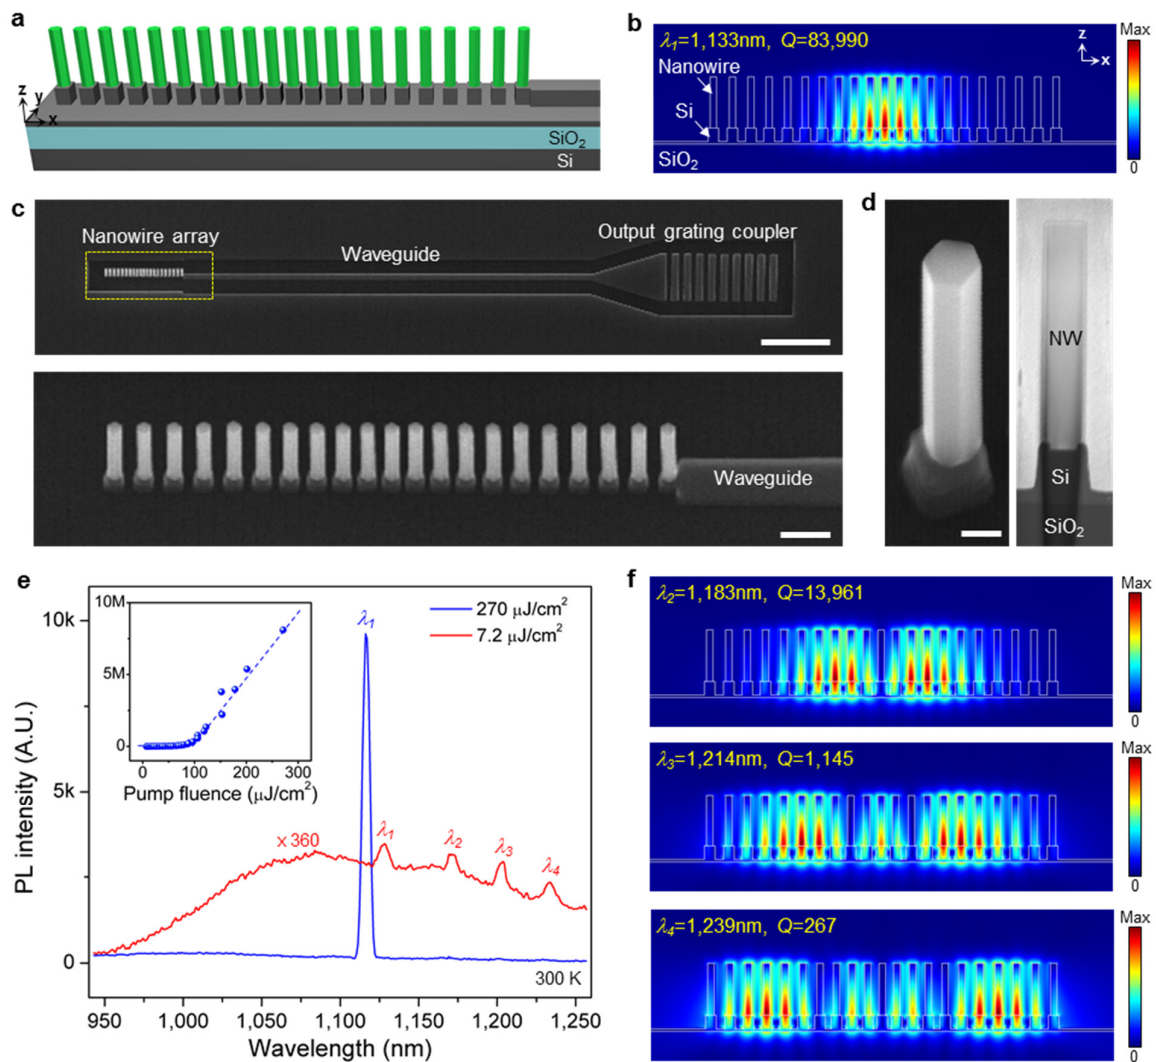 a
z
y
x
SiO2
Si
b
λ1=1,133nm, Q=83,990
Nanowire
Si
SiO2
z
x
Max
0
c
Nanowire array
Waveguide
Output grating coupler
Waveguide
d
NW
Si
SiO2
e
PL intensity (A.U.)
10k
5k
0
10M
5M
0
0 100 200 300
Pump fluence (μJ/cm²)
λ1
270 μJ/cm²
7.2 μJ/cm²
x 360
λ1
λ2
λ3
λ4
300 K
950 1,000 1,050 1,100 1,150 1,200 1,250
Wavelength (nm)
f
λ2=1,183nm, Q=13,961
Max
0
λ3=1,214nm, Q=1,145
Max
0
λ4=1,239nm, Q=267
Max
0